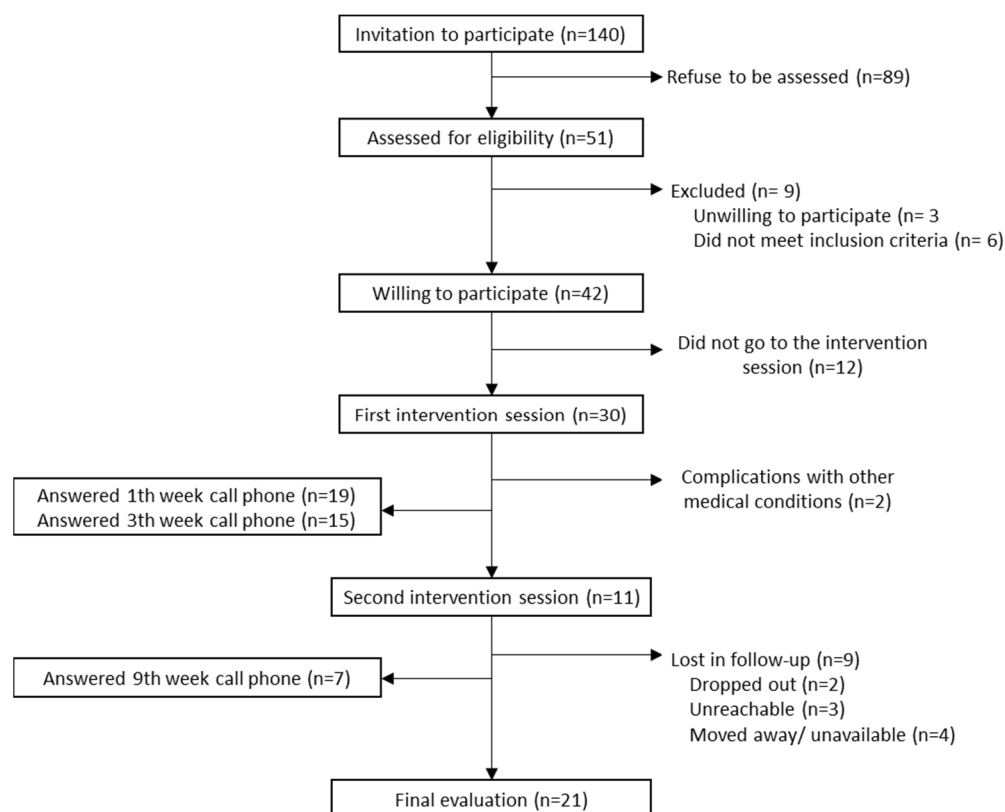 Invitation to participate (n=140)
Refuse to be assessed (n=89)
Assessed for eligibility (n=51)
Excluded (n= 9)
Unwilling to participate (n= 3
Did not meet inclusion criteria (n= 6)
Willing to participate (n=42)
Did not go to the intervention
session (n=12)
First intervention session (n=30)
Complications with other
medical conditions (n=2)
Answered 1th week call phone (n=19)
Answered 3th week call phone (n=15)
Second intervention session (n=11)
Lost in follow-up (n=9)
Dropped out (n=2)
Unreachable (n=3)
Moved away/ unavailable (n=4)
Answered 9th week call phone (n=7)
Final evaluation (n=21)